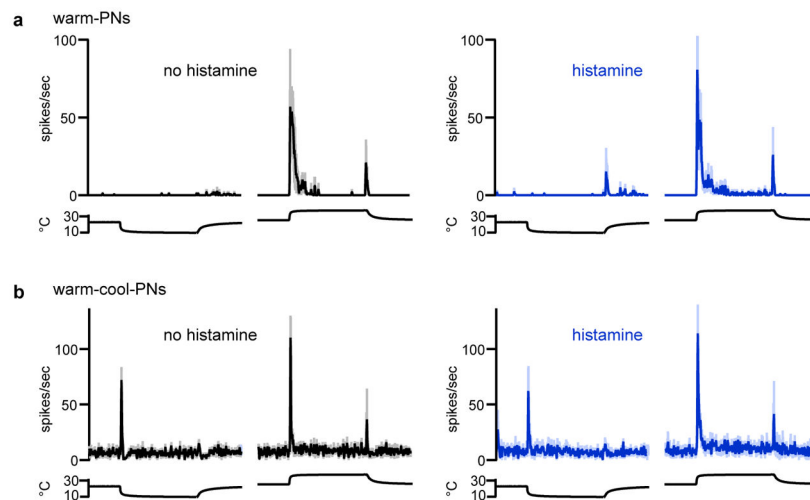 a warm-PNs
100
50
0
spikes/sec
no histamine
30
10
°C
100
50
0
spikes/sec
histamine
30
10
°C
b warm-cool-PNs
100
50
0
spikes/sec
no histamine
30
10
°C
100
50
0
spikes/sec
histamine
30
10
°C